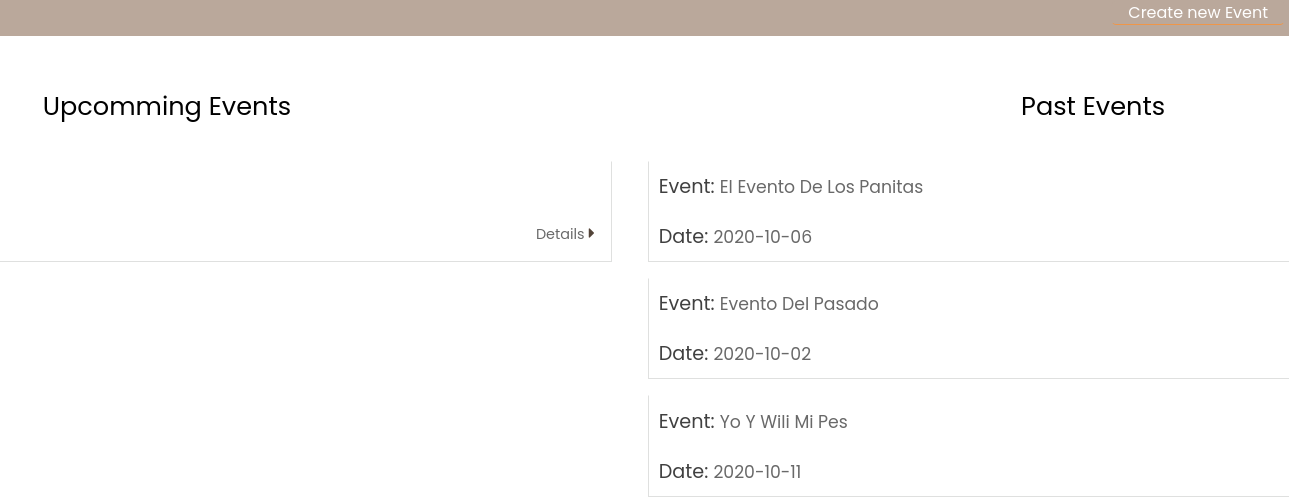 Create new Event
Upcomming Events
Past Events
Details
Event: El Evento De Los Panitas
Date: 2020-10-06
Event: Evento Del Pasado
Date: 2020-10-02
Event: Yo Y Wili Mi Pes
Date: 2020-10-11